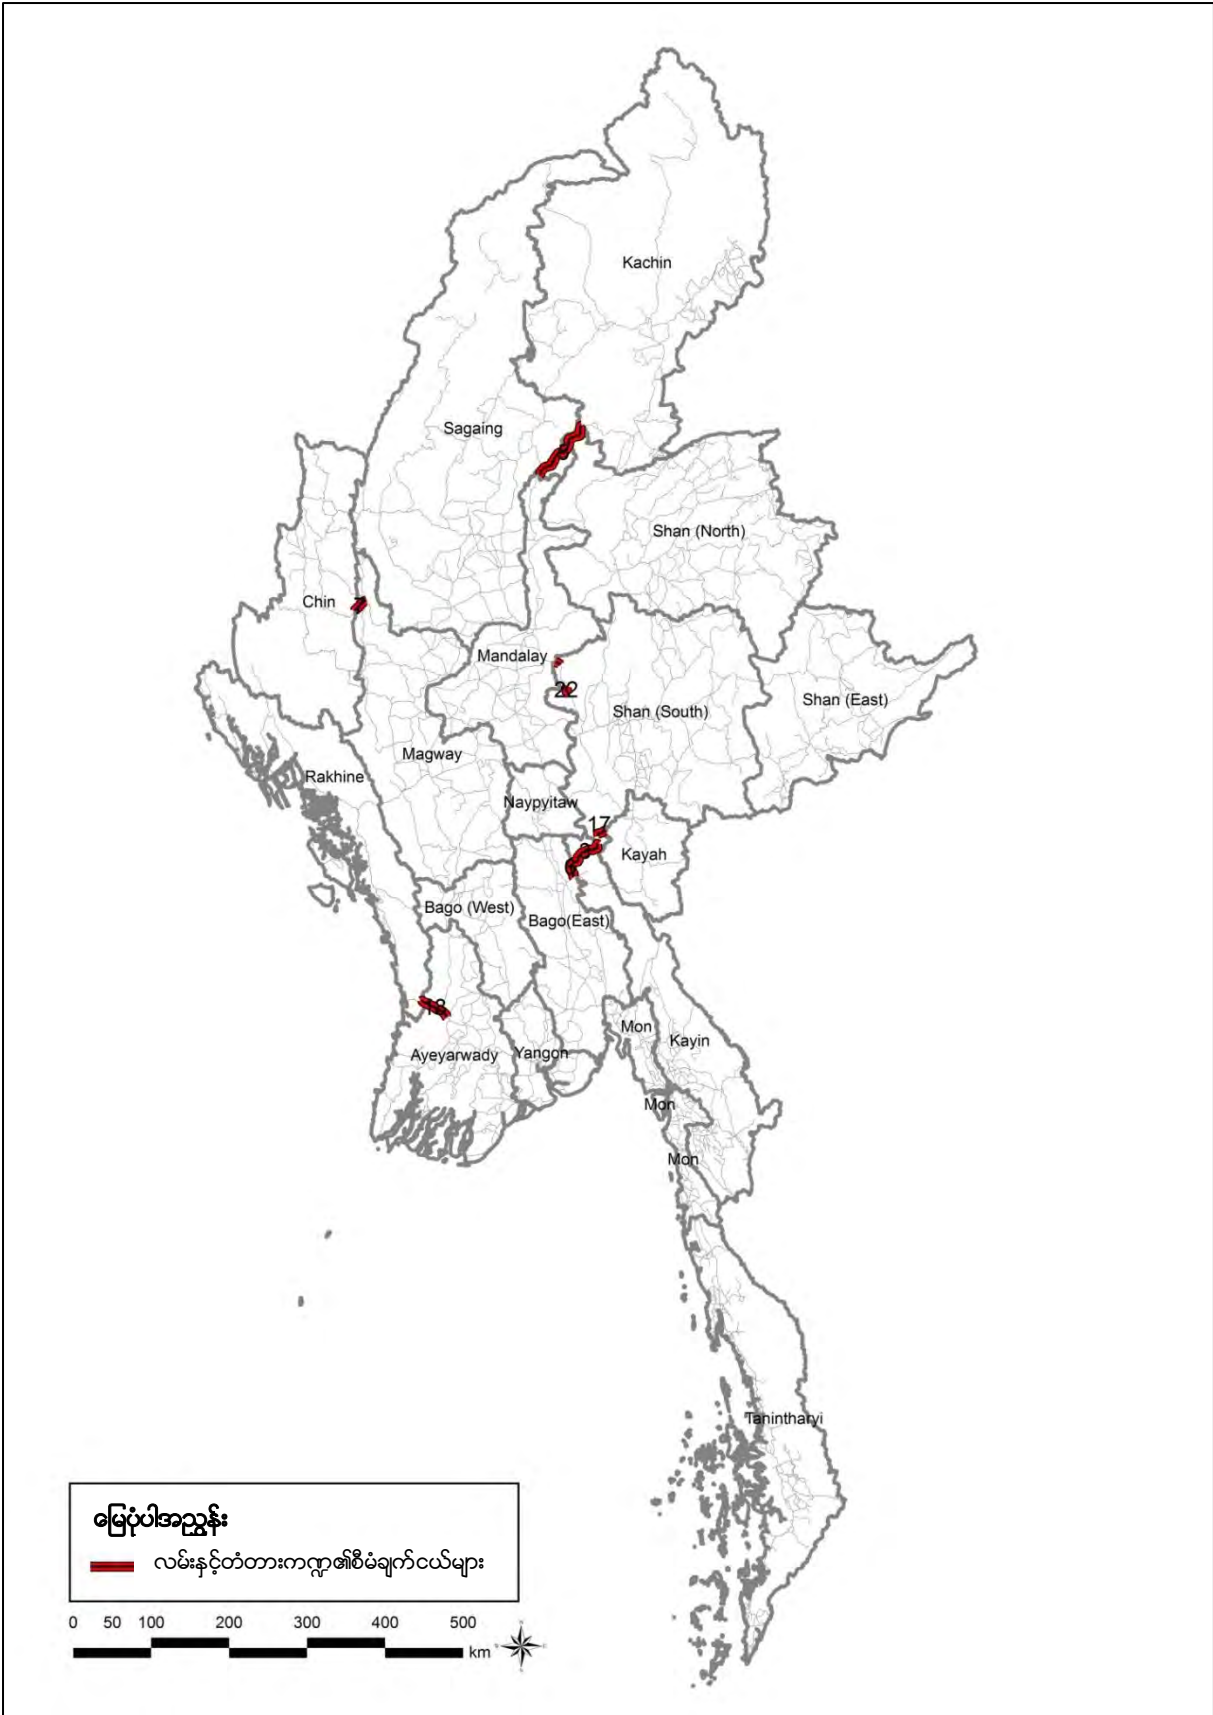 Kachin
Sagaing
Shan (North)
Chin
Mandalay
22
Shan (South)
Shan (East)
Magway
Rakhine
Naypyitaw
17
Kayah
Bago (West)
Bago(East)
Mon
Kayin
Ayeyarwady
Yangon
Mon
Mon
Tanintharyi
မြေပုံပါအညွှန်း
လမ်းနှင့်တံတားကဏ္ဍ၏စီမံချက်ငယ်များ
0 50 100 200 300 400 500
km